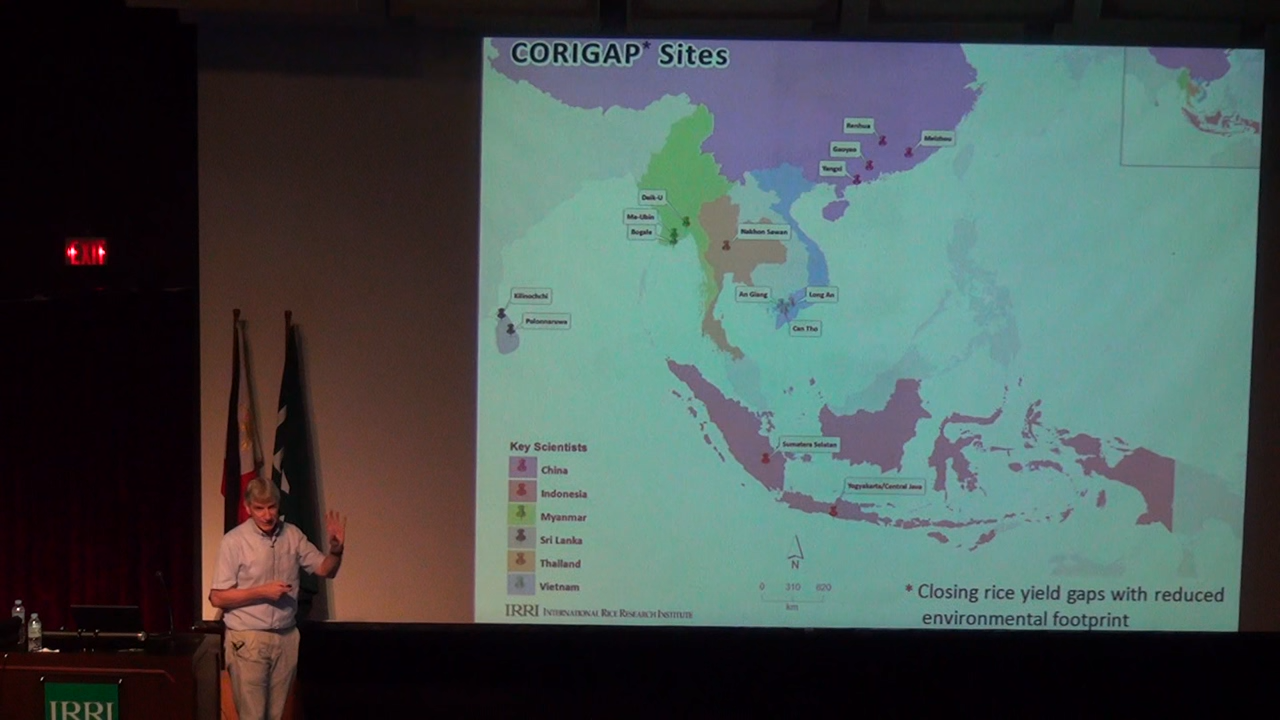 CORIGAP* Sites
Renhua
Meizhou
Gaoyao
Yangxi
Daik-U
Ma-Ubin
Bogale
Nakhon Sawan
An Giang
Long An
Can Tho
Kilinochchi
Polonnaruwa
Sumatera Selatan
Yogyakarta/Central Java
Key Scientists
China
Indonesia
Myanmar
Sri Lanka
Thailand
Vietnam
N
0 310 620
km
* Closing rice yield gaps with reduced
environmental footprint
IRRI INTERNATIONAL RICE RESEARCH INSTITUTE
EXIT
IRRI